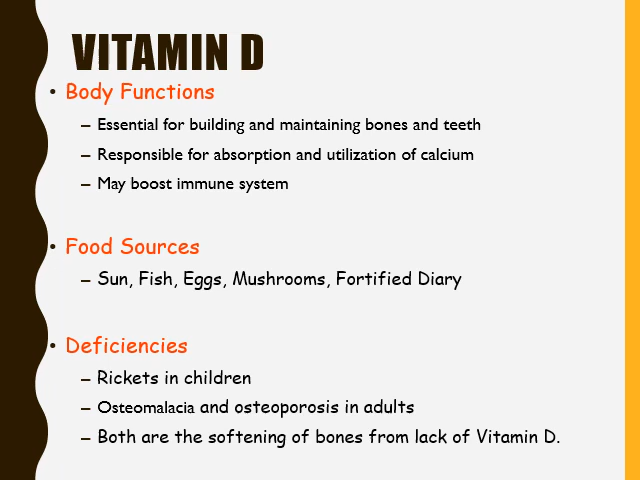 VITAMIN D
• Body Functions
– Essential for building and maintaining bones and teeth
– Responsible for absorption and utilization of calcium
– May boost immune system
• Food Sources
– Sun, Fish, Eggs, Mushrooms, Fortified Diary
• Deficiencies
– Rickets in children
– Osteomalacia and osteoporosis in adults
– Both are the softening of bones from lack of Vitamin D.